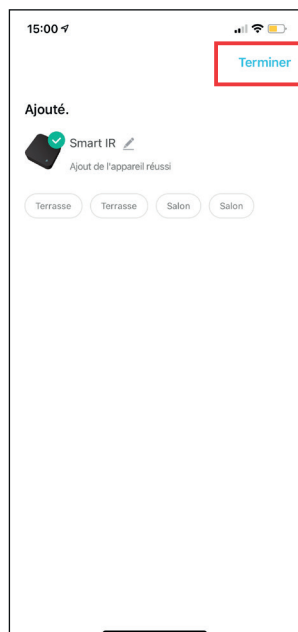 15:00
Terminer
Ajouté.
Smart IR
Ajout de l'appareil réussi
Terrasse Terrasse Salon Salon